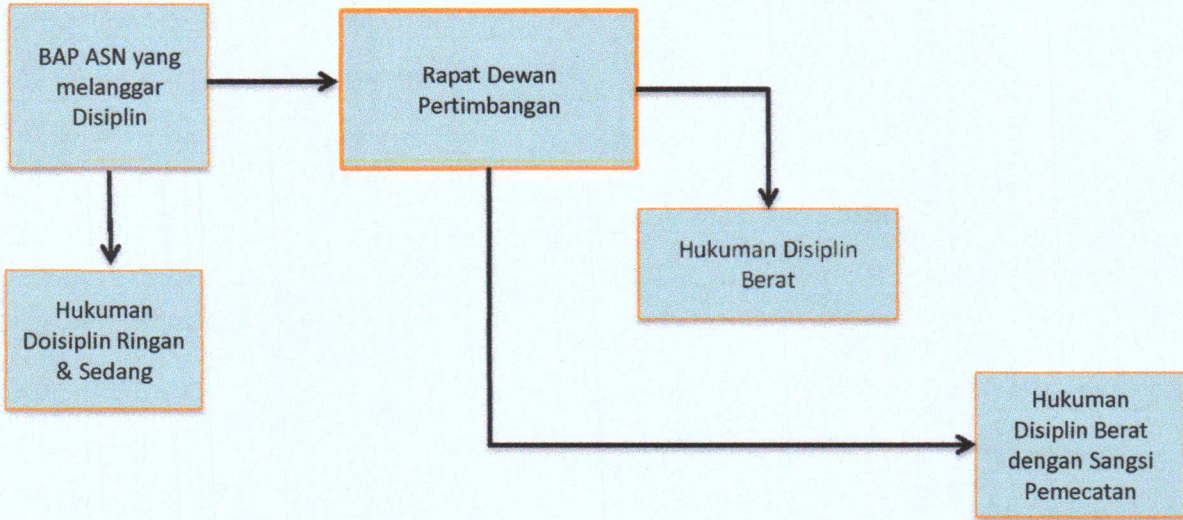 BAP ASN yang
melanggar
Disiplin
Rapat Dewan
Pertimbangan
Hukuman Disiplin
Berat
Hukuman
Doisiplin Ringan
& Sedang
Hukuman
Disiplin Berat
dengan Sangsi
Pemecatan